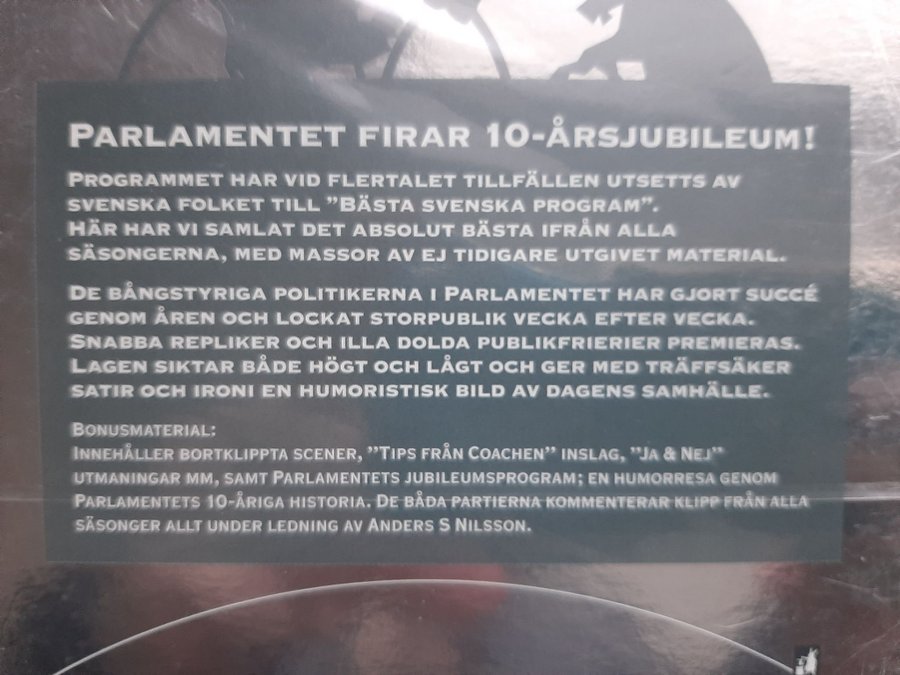 PARLAMENTET FIRAR 10-ÅRSJUBILEUM!
PROGRAMMET HAR VID FLERTALET TILLFÄLLEN UTSETTS AV
SVENSKA FOLKET TILL ”BÄSTA SVENSKA PROGRAM”.
HÄR HAR VI SAMLAT DET ABSOLUT BÄSTA IFRÅN ALLA
SÄSONGERNA, MED MASSOR AV EJ TIDIGARE UTGIVET MATERIAL.
DE BÅNGSTYRIGA POLITIKERNA I PARLAMENTET HAR GJORT SUCCÉ
GENOM ÅREN OCH LOCKAT STORPUBLIK VECKA EFTER VECKA.
SNABBA REPLIKER OCH ILLA DOLDA PUBLIKFRIERIER PREMIERAS.
LAGEN SIKTAR BÅDE HÖGT OCH LÅGT OCH GER MED TRÄFFSÄKER
SATIR OCH IRONI EN HUMORISTISK BILD AV DAGENS SAMHÄLLE.
BONUSMATERIAL:
INNEHÅLLER BORTKLIPPTA SCENER, ”TIPS FRÅN COACHEN” INSLAG, ”JA & NEJ”
UTMANINGAR MM, SAMT PARLAMENTETS JUBILEUMSPROGRAM; EN HUMORRESA GENOM
PARLAMENTETS 10-ÅRIGA HISTORIA. DE BÅDA PARTIERNA KOMMENTERAR KLIPP FRÅN ALLA
SÄSONGER ALLT UNDER LEDNING AV ANDERS S NILSSON.